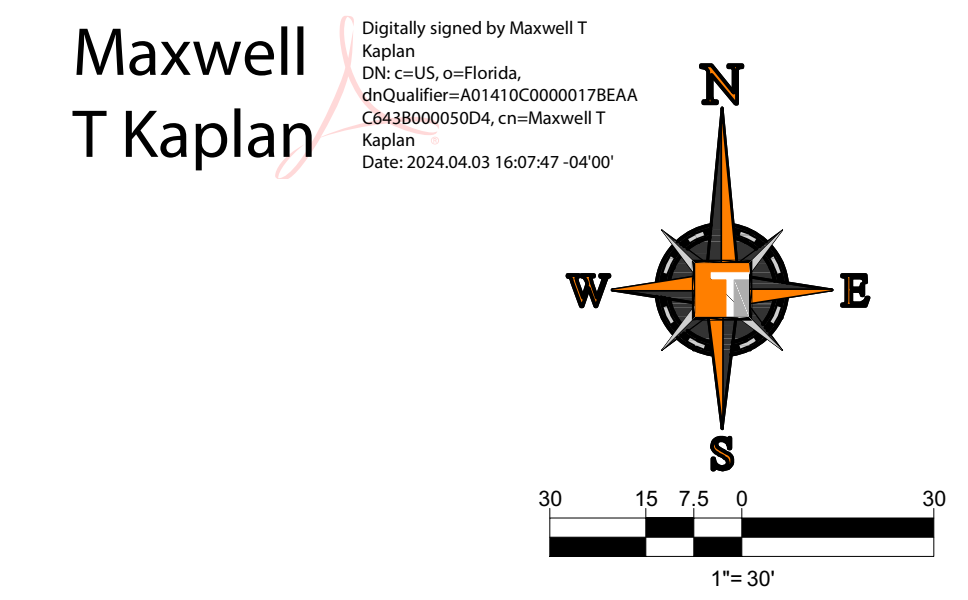 Maxwell
T Kaplan
Digitally signed by Maxwell T
Kaplan
DN: c=US, o=Florida,
dnQualifier=A01410C0000017BEAA
C643B000050D4, cn=Maxwell T
Kaplan
Date: 2024.04.03 16:07:47 -04'00'
®
N
W
T
E
S
30 15 7.5 0 30
1"= 30'